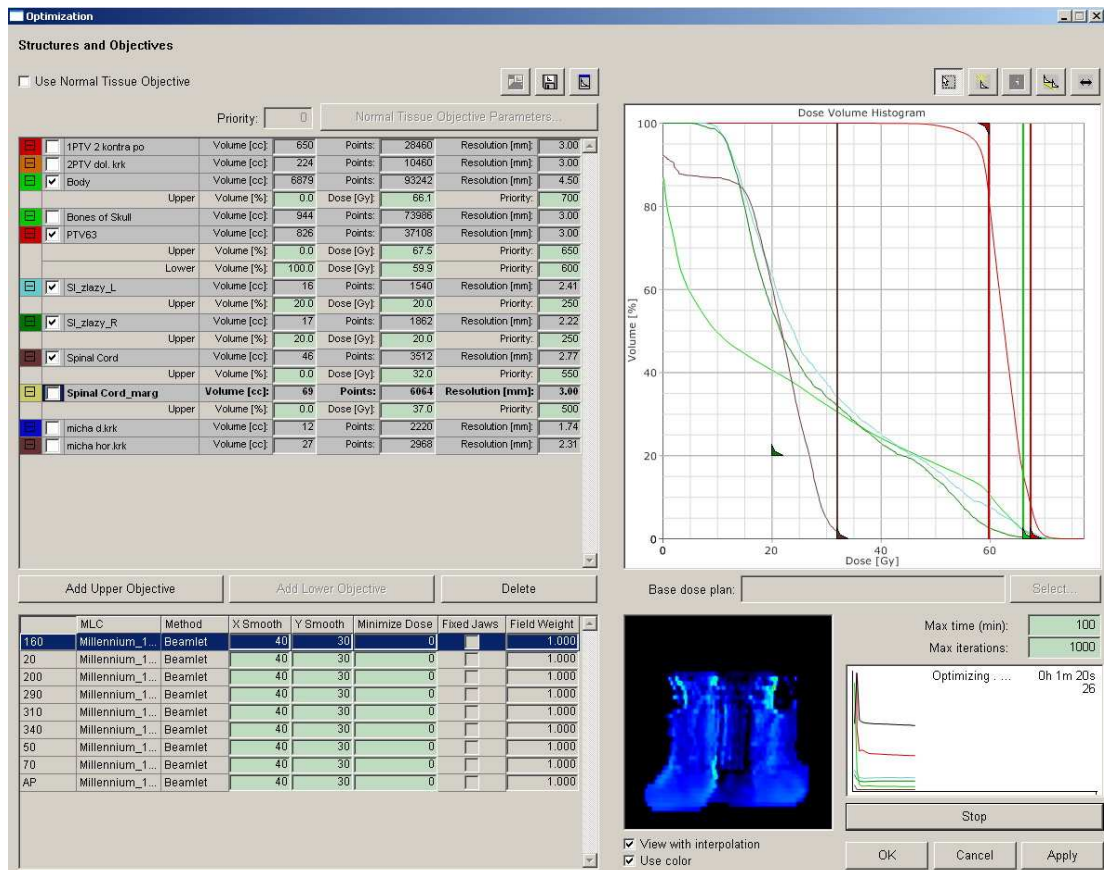 Optimization
Structures and Objectives
Use Normal Tissue Objective
Priority: 0 Normal Tissue Objective Parameters...
1PTV 2 kontra po Volume [cc]: 650 Points: 28460 Resolution [mm]: 3.00
2PTV dol. krk Volume [cc]: 224 Points: 10460 Resolution [mm]: 3.00
Body Volume [cc]: 6879 Points: 93242 Resolution [mm]: 4.50
Upper Volume [%]: 0.0 Dose [Gy]: 66.1 Priority: 700
Bones of Skull Volume [cc]: 944 Points: 73986 Resolution [mm]: 3.00
PTV63 Volume [cc]: 826 Points: 37108 Resolution [mm]: 3.00
Upper Volume [%]: 0.0 Dose [Gy]: 67.5 Priority: 650
Lower Volume [%]: 100.0 Dose [Gy]: 59.9 Priority: 600
Sl_zlazy_L Volume [cc]: 16 Points: 1540 Resolution [mm]: 2.41
Upper Volume [%]: 20.0 Dose [Gy]: 20.0 Priority: 250
Sl_zlazy_R Volume [cc]: 17 Points: 1862 Resolution [mm]: 2.22
Upper Volume [%]: 20.0 Dose [Gy]: 20.0 Priority: 250
Spinal Cord Volume [cc]: 46 Points: 3512 Resolution [mm]: 2.77
Upper Volume [%]: 0.0 Dose [Gy]: 32.0 Priority: 550
Spinal Cord_marg Volume [cc]: 69 Points: 6064 Resolution [mm]: 3.00
Upper Volume [%]: 0.0 Dose [Gy]: 37.0 Priority: 500
micha d.krk Volume [cc]: 12 Points: 2220 Resolution [mm]: 1.74
micha hor.krk Volume [cc]: 27 Points: 2968 Resolution [mm]: 2.31
Add Upper Objective Add Lower Objective Delete
MLC Method X Smooth Y Smooth Minimize Dose Fixed Jaws Field Weight
160 Millennium_1... Beamlet 40 30 0 1.000
20 Millennium_1... Beamlet 40 30 0 1.000
200 Millennium_1... Beamlet 40 30 0 1.000
290 Millennium_1... Beamlet 40 30 0 1.000
310 Millennium_1... Beamlet 40 30 0 1.000
340 Millennium_1... Beamlet 40 30 0 1.000
50 Millennium_1... Beamlet 40 30 0 1.000
70 Millennium_1... Beamlet 40 30 0 1.000
AP Millennium_1... Beamlet 40 30 0 1.000
Dose Volume Histogram
100
80
60
40
20
0
Volume [%]
0 20 40 60
Dose [Gy]
Base dose plan: Select...
Max time (min): 100
Max iterations: 1000
Optimizing . ... 0h 1m 20s
26
Stop
View with interpolation
Use color
OK Cancel Apply